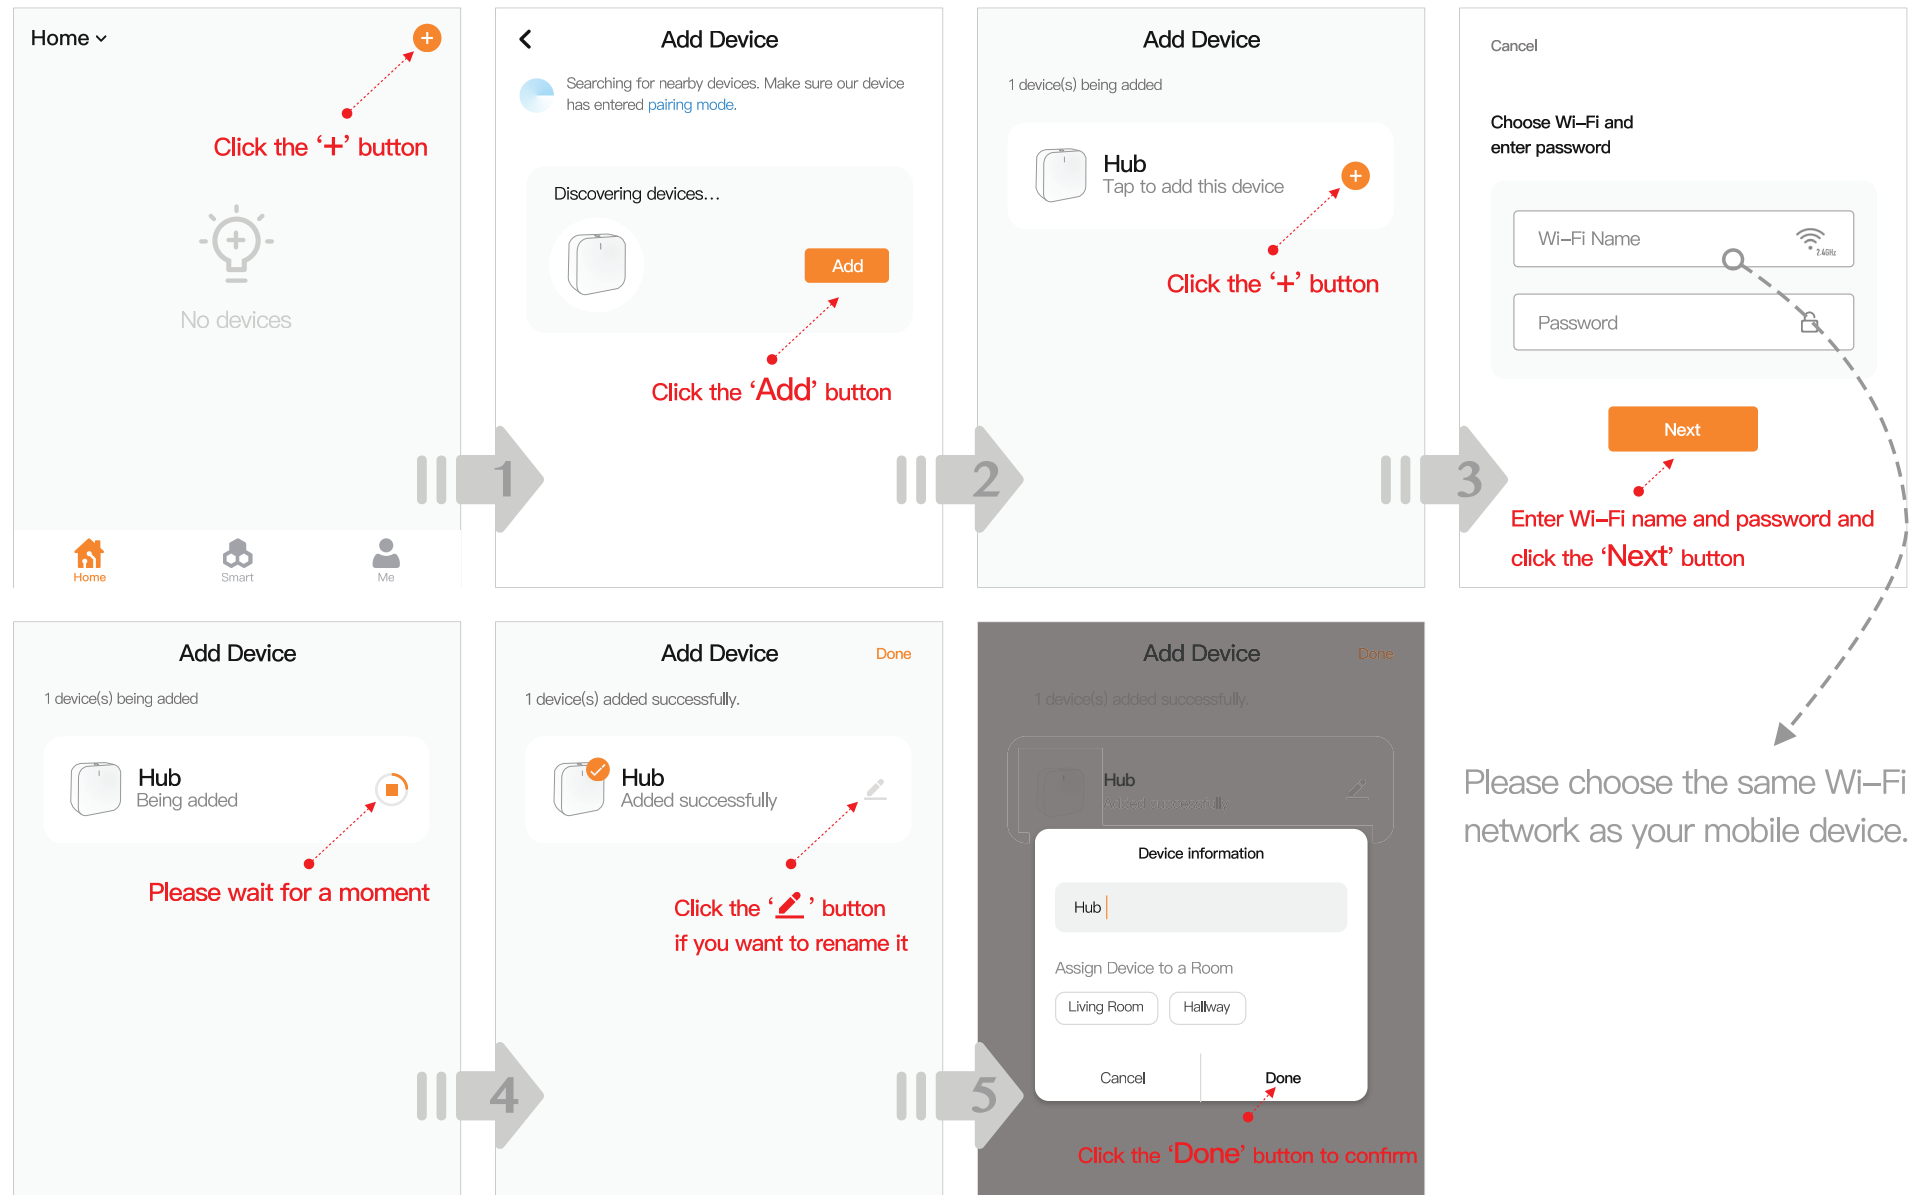 Home
Click the ‘+’ button
No devices
Home
Smart
Me
1
Add Device
Searching for nearby devices. Make sure our device
has entered pairing mode.
Discovering devices...
Add
Click the ‘Add’ button
2
Add Device
1 device(s) being added
Hub
Tap to add this device
Click the ‘+’ button
3
Cancel
Choose Wi–Fi and
enter password
Wi–Fi Name
2.4GHz
Password
Next
Enter Wi–Fi name and password and
click the ‘Next’ button
Please choose the same Wi–Fi
network as your mobile device.
Add Device
1 device(s) being added
Hub
Being added
Please wait for a moment
4
Add Device
Done
1 device(s) added successfully.
Hub
Added successfully
Click the ‘ ’ button
if you want to rename it
5
Add Device
Done
1 device(s) added successfully.
Hub
Added successfully
Device information
Hub
Assign Device to a Room
Living Room
Hallway
Cancel
Done
Click the ‘Done’ button to confirm